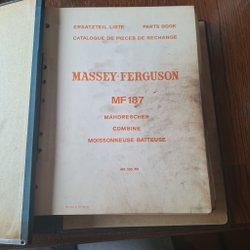 ERSATZTEIL-LISTE PARTS BOOK
CATALOGUE DE PIECES DE RECHANGE
MASSEY-FERGUSON
MF 187
MÄHDRESCHER
COMBINE
MOISSONNEUSE-BATTEUSE